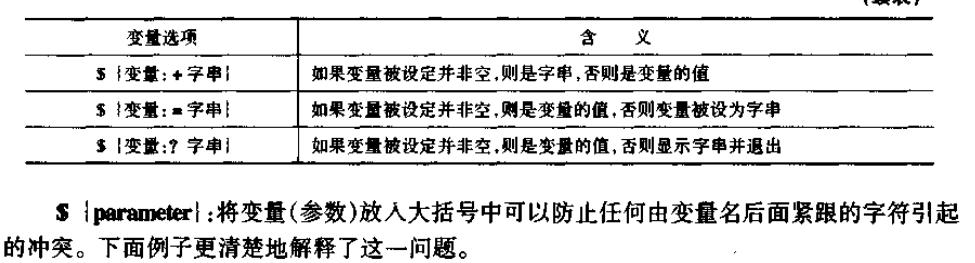 （续表）
变量选项 含 义
$ {变量:+字串} 如果变量被设定并非空,则是字串,否则是变量的值
$ {变量:=字串} 如果变量被设定并非空,则是变量的值,否则变量被设为字串
$ {变量:? 字串} 如果变量被设定并非空,则是变量的值,否则显示字串并退出
$ {parameter}:将变量(参数)放入大括号中可以防止任何由变量名后面紧跟的字符引起
的冲突。下面例子更清楚地解释了这一问题。